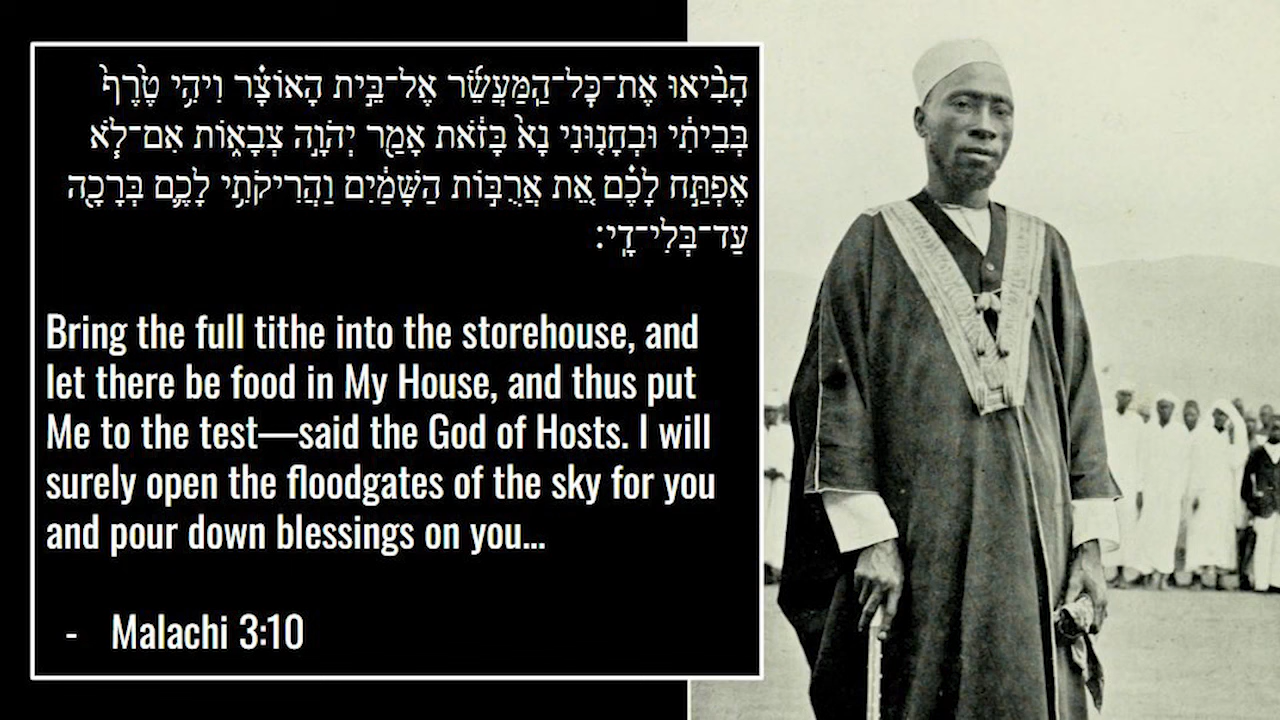 הָבִ֨יאוּ אֶת־כׇּל־הַֽמַּעֲשֵׂ֜ר אֶל־בֵּ֣ית הָאוֹצָ֗ר וִיהִ֥י טֶ֙רֶף֙
בְּבֵיתִ֔י וּבְחָנ֤וּנִי נָא֙ בָּזֹ֔את אָמַ֖ר יְהֹוָ֣ה צְבָא֑וֹת אִם־לֹ֧א
אֶפְתַּ֣ח לָכֶ֗ם אֵ֚ת אֲרֻבּ֣וֹת הַשָּׁמַ֔יִם וַהֲרִיקֹתִ֥י לָכֶ֛ם בְּרָכָ֖ה
עַד־בְּלִי־דָֽי׃
Bring the full tithe into the storehouse, and
let there be food in My House, and thus put
Me to the test—said the God of Hosts. I will
surely open the floodgates of the sky for you
and pour down blessings on you...
- Malachi 3:10